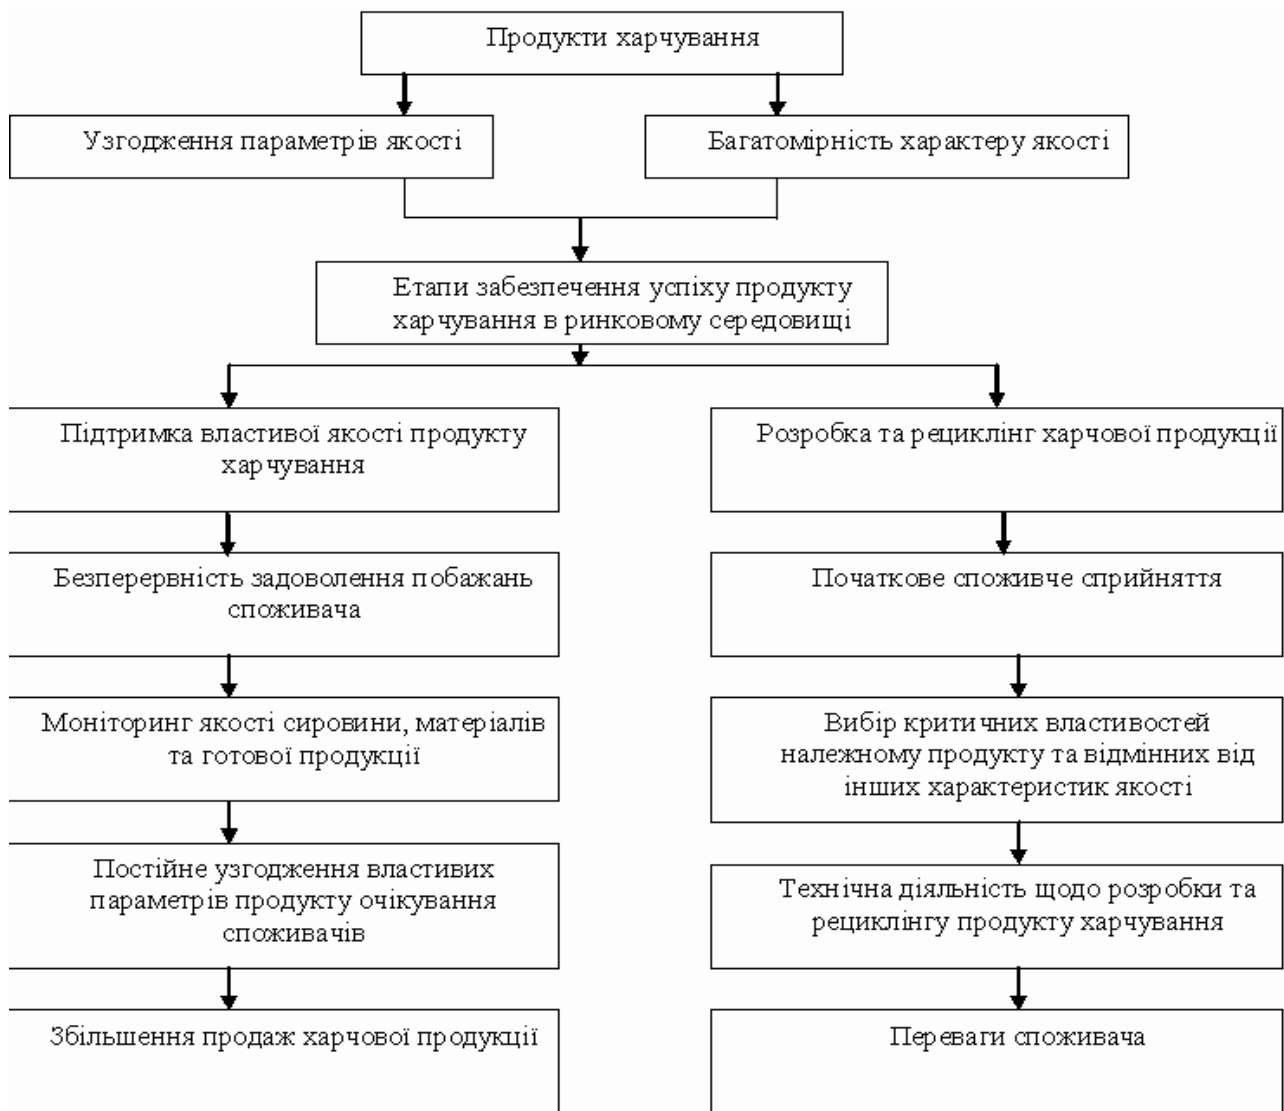 Продукти харчування
Узгодження параметрів якості
Багатомірність характеру якості
Етапи забезпечення успіху продукту
харчування в ринковому середовищі
Підтримка властивої якості продукту
харчування
Розробка та рециклінг харчової продукції
Безперервність задоволення побажань
споживача
Початкове споживче сприйняття
Моніторинг якості сировини, матеріалів
та готової продукції
Вибір критичних властивостей
належному продукту та відмінних від
інших характеристик якості
Постійне узгодження властивих
параметрів продукту очікування
споживачів
Технічна діяльність щодо розробки та
рециклінгу продукту харчування
Збільшення продаж харчової продукції
Переваги споживача